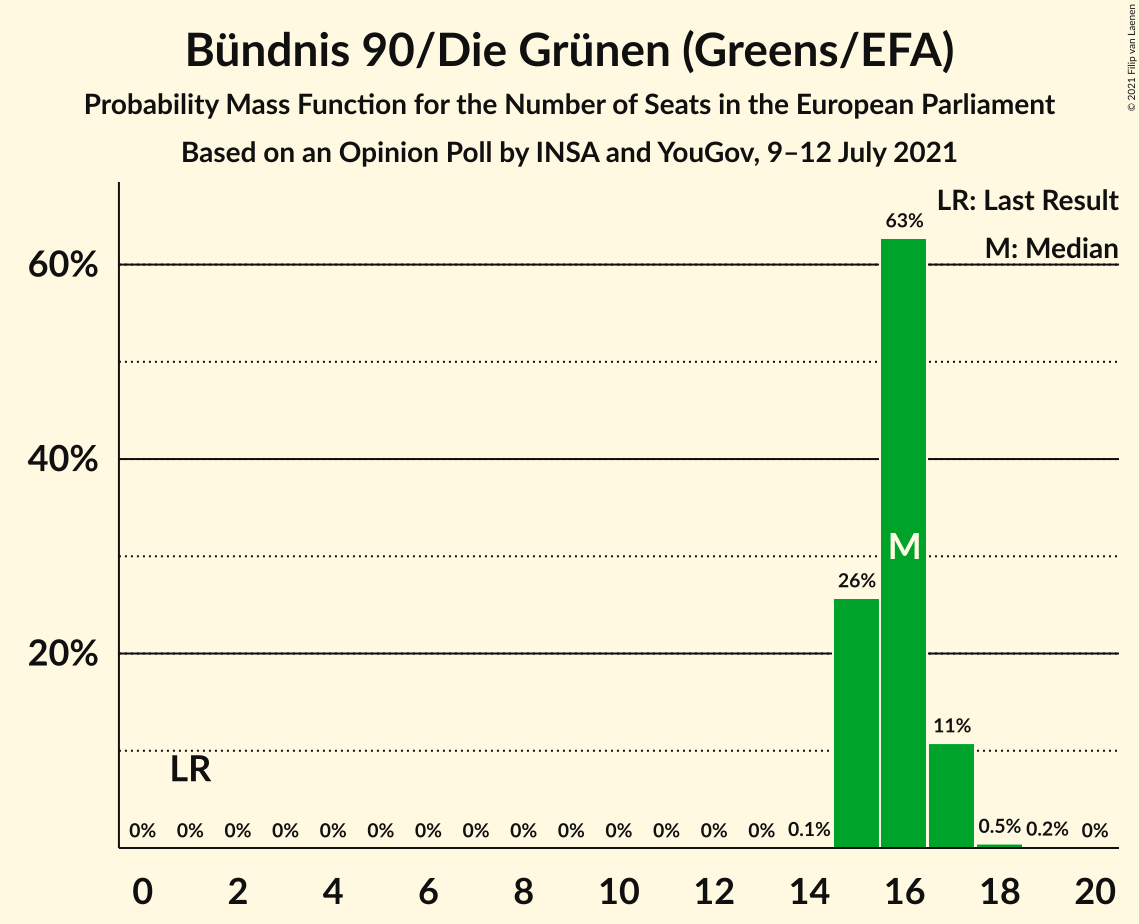 Bündnis 90/Die Grünen (Greens/EFA)
Probability Mass Function for the Number of Seats in the European Parliament
Based on an Opinion Poll by INSA and YouGov, 9–12 July 2021
© 2021 Filip van Laenen
LR: Last Result
M: Median
63%
60%
40%
M
26%
20%
11%
LR
0% 0% 0% 0% 0% 0% 0% 0% 0% 0% 0% 0% 0% 0% 0.1% 0.5% 0.2% 0%
0 2 4 6 8 10 12 14 16 18 20